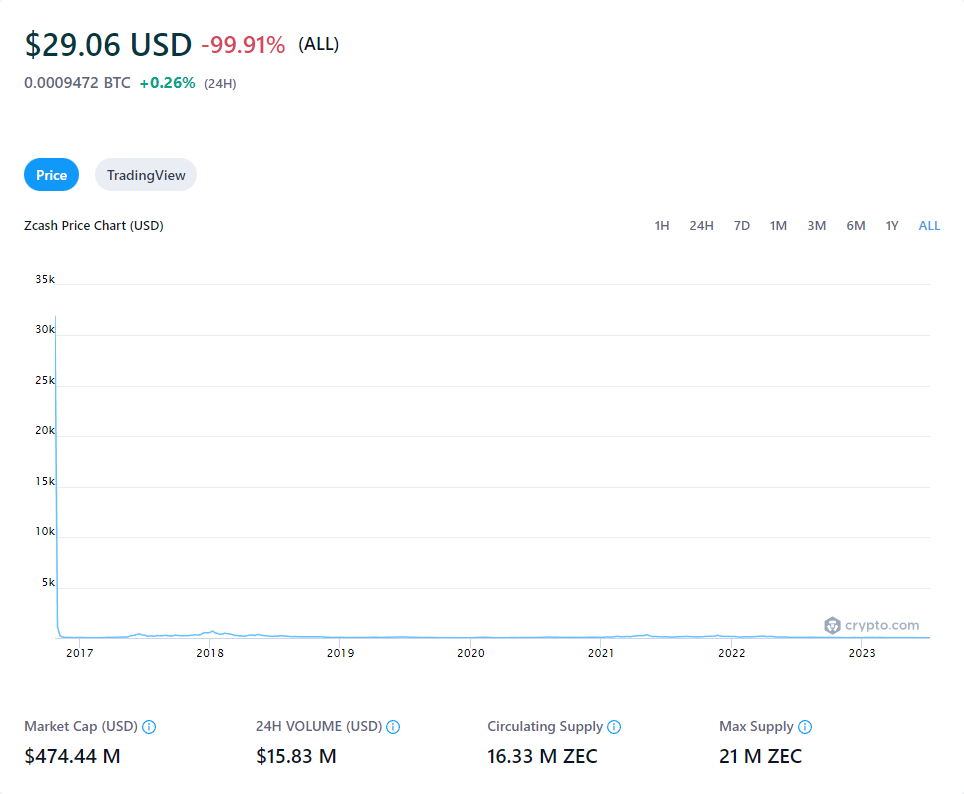 $29.06 USD -99.91% (ALL)
0.0009472 BTC +0.26% (24H)
Price TradingView
Zcash Price Chart (USD) 1H 24H 7D 1M 3M 6M 1Y ALL
35k
30k
25k
20k
15k
10k
5k
crypto.com
2017 2018 2019 2020 2021 2022 2023
Market Cap (USD) 24H VOLUME (USD) Circulating Supply Max Supply
$474.44 M $15.83 M 16.33 M ZEC 21 M ZEC